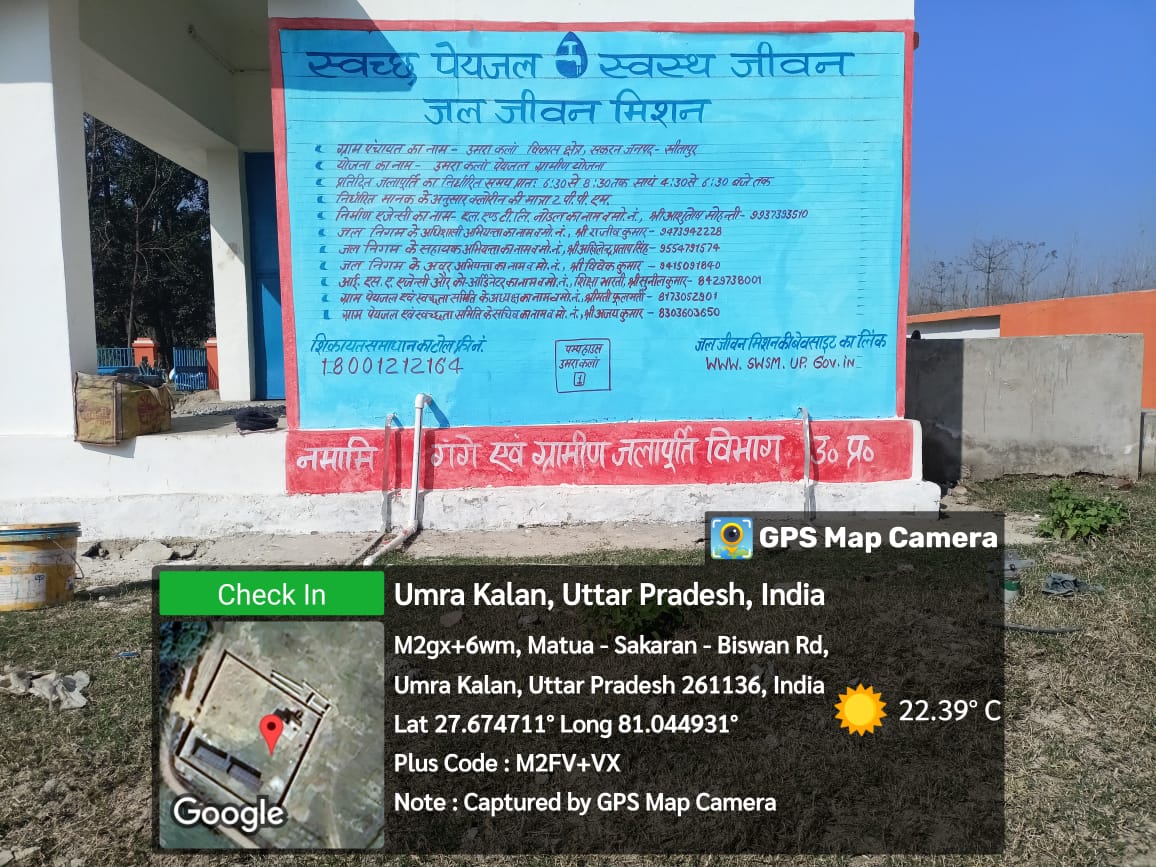 स्वच्छ पेयजल स्वस्थ जीवन
जल जीवन मिशन
ग्राम पंचायत का नाम - उमरा कलां विकास क्षेत्र, सकरन जनपद- सीतापुर
योजना का नाम - उमरा कलां पेयजल ग्रामीण योजना
प्रतिदिन जलापूर्ति का निर्धारित समय प्रातः 6:30 से 8:30 तक सायं 4:30 से 6:30 बजे तक
निर्धारित मानक के अनुसार क्लोरीन की मात्रा 2 पी.पी.एम.
निर्माण एजेन्सी का नाम- एल.एण्ड टी.लि. नोडल का नाम व मो.नं., श्री आशुतोष मोहन्ती- 9937393510
जल निगम के अधिशाषी अभियन्ता का नाम व मो.नं., श्री राजीव कुमार- 9473942228
जल निगम के सहायक अभियन्ता का नाम व मो.नं., श्री अखिलेन्द्र प्रताप सिंह- 9554791574
जल निगम के अवर अभियन्ता का नाम व मो.नं., श्री विवेक कुमार - 9415091840
आई.एस.ए. एजेन्सी और को-ऑर्डिनेटर का नाम व मो.नं., शिक्षा भारती, श्री सुनील कुमार- 8429738001
ग्राम पेयजल एवं स्वच्छता समिति के अध्यक्ष का नाम व मो.नं., श्रीमती फूलमती- 8173052901
ग्राम पेयजल एवं स्वच्छता समिति के सचिव का नाम व मो.नं., श्री अजय कुमार- 8303603650
शिकायत समाधान का टोल फ्री नं.
18001212164
पम्प हाउस
उमरा कलां
1
जल जीवन मिशन की वेबसाइट का लिंक
WWW. SWSM. UP. Gov. in
नमामि गंगे एवं ग्रामीण जलापूर्ति विभाग उ० प्र०
GPS Map Camera
Check In
Umra Kalan, Uttar Pradesh, India
M2gx+6wm, Matua - Sakaran - Biswan Rd,
Umra Kalan, Uttar Pradesh 261136, India
Lat 27.674711° Long 81.044931°
22.39° C
Plus Code : M2FV+VX
Note : Captured by GPS Map Camera
Google